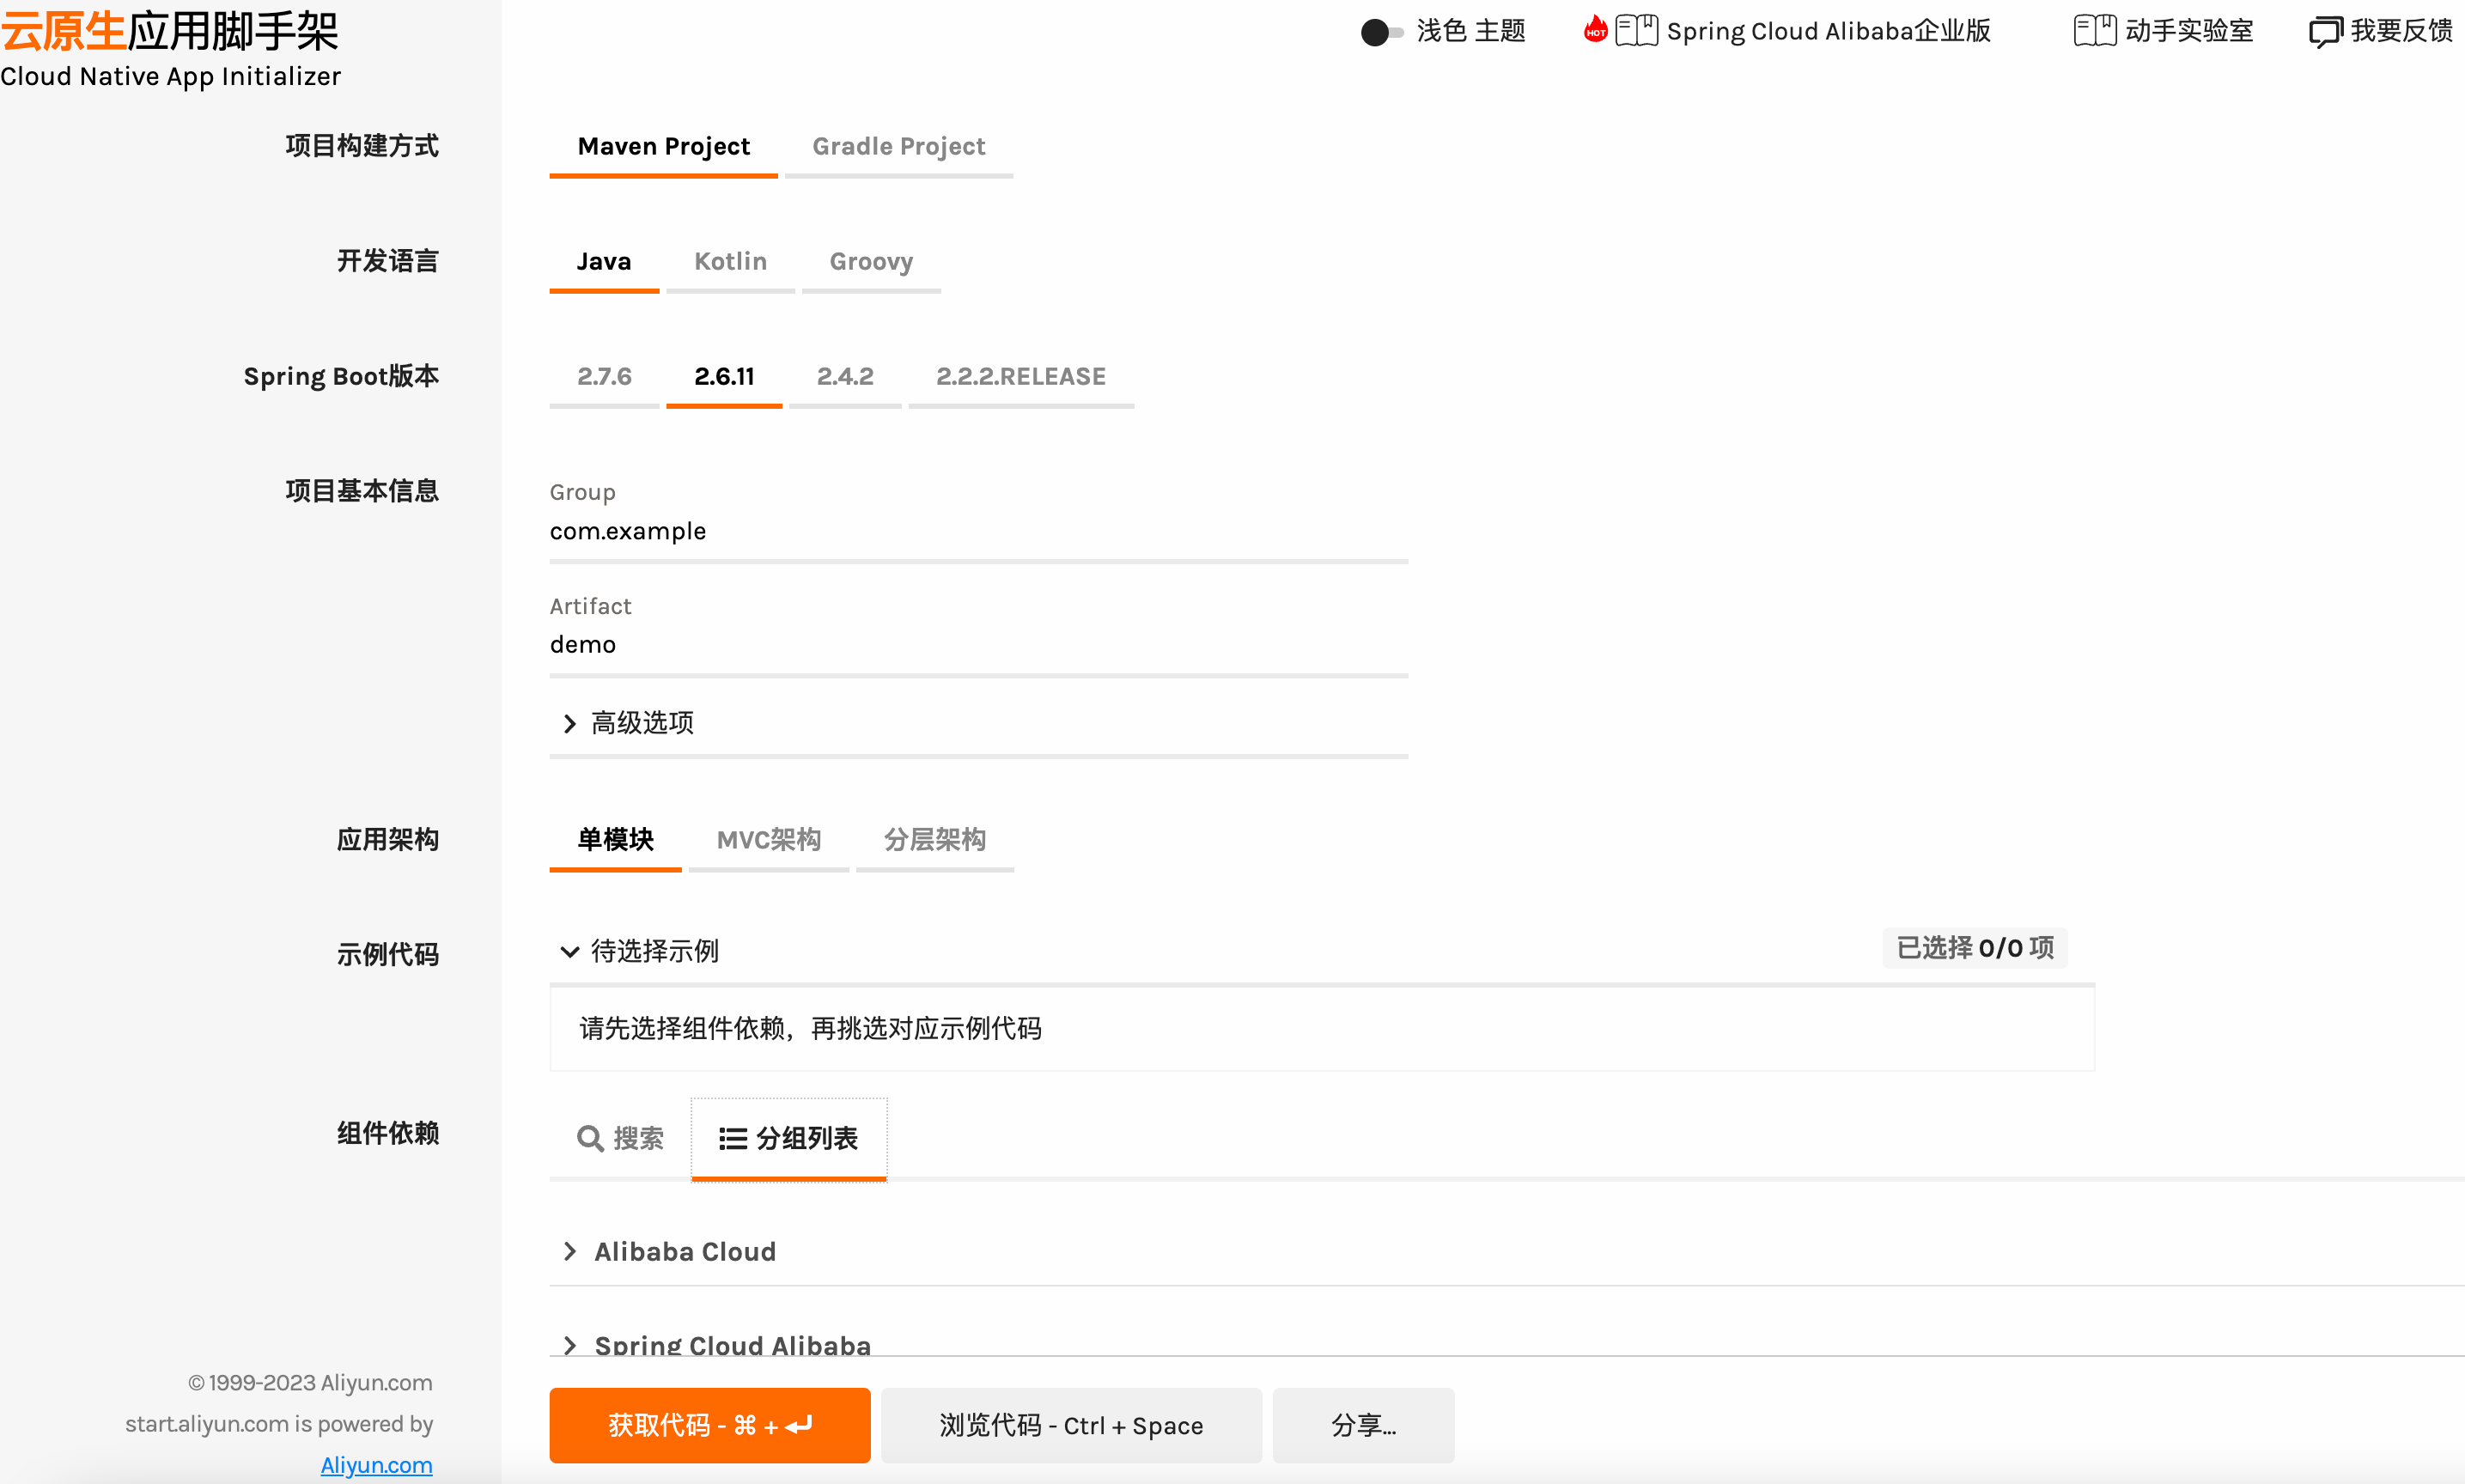 云原生应用脚手架
Cloud Native App Initializer
浅色 主题
HOT
Spring Cloud Alibaba企业版
动手实验室
我要反馈
项目构建方式
Maven Project
Gradle Project
开发语言
Java
Kotlin
Groovy
Spring Boot版本
2.7.6
2.6.11
2.4.2
2.2.2.RELEASE
项目基本信息
Group
com.example
Artifact
demo
高级选项
应用架构
单模块
MVC架构
分层架构
示例代码
待选择示例
已选择 0/0 项
请先选择组件依赖，再挑选对应示例代码
组件依赖
搜索
分组列表
Alibaba Cloud
Spring Cloud Alibaba
© 1999-2023 Aliyun.com
start.aliyun.com is powered by
Aliyun.com
获取代码 - ⌘ + ↵
浏览代码 - Ctrl + Space
分享...